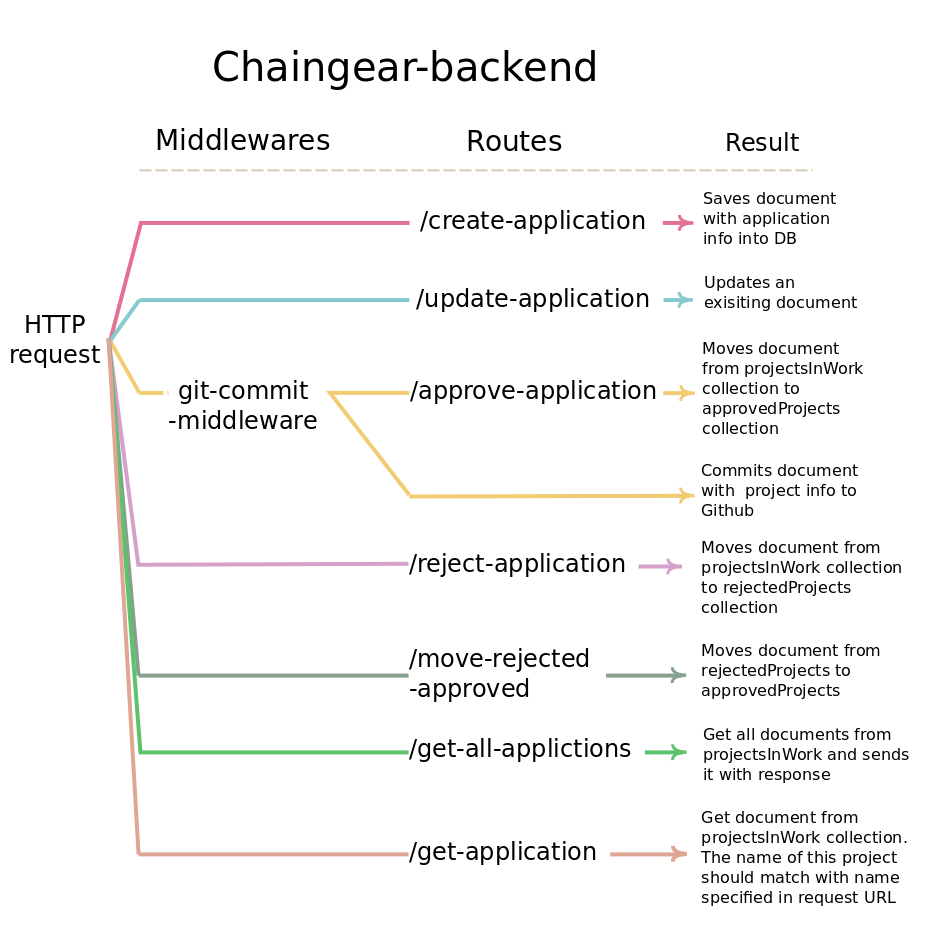 Chaingear-backend
Middlewares
Routes
Result
HTTP
request
/create-application
Saves document
with application
info into DB
/update-application
Updates an
exisiting document
git-commit
-middleware
/approve-application
Moves document
from projectsInWork
collection to
approvedProjects
collection
Commits document
with  project info to
Github
/reject-application
Moves document from
projectsInWork collection
to rejectedProjects
collection
/move-rejected
-approved
Moves document from
rejectedProjects to
approvedProjects
/get-all-applictions
Get all documents from
projectsInWork and sends
it with response
/get-application
Get document from
projectsInWork collection.
The name of this project
should match with name
specified in request URL